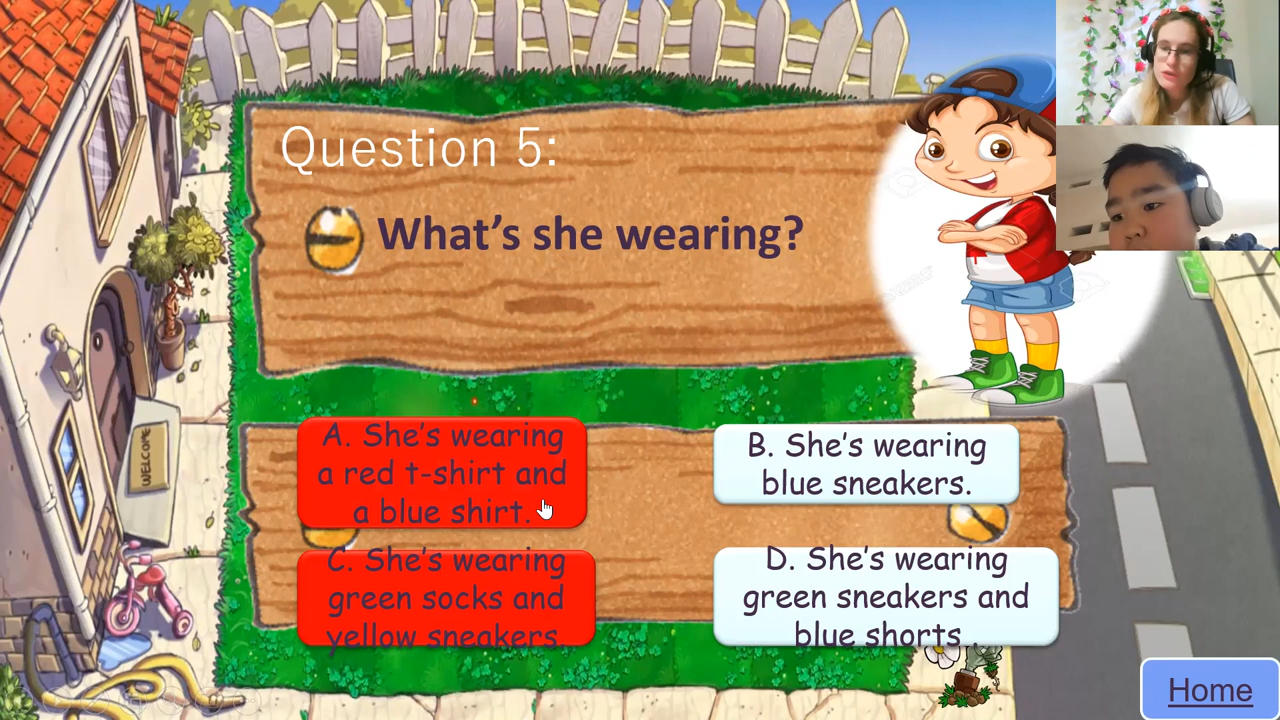 Question 5:
What's she wearing?
A. She's wearing
a red t-shirt and
a blue shirt.
B. She's wearing
blue sneakers.
C. She's wearing
green socks and
yellow sneakers.
D. She's wearing
green sneakers and
blue shorts .
WELCOME
Home